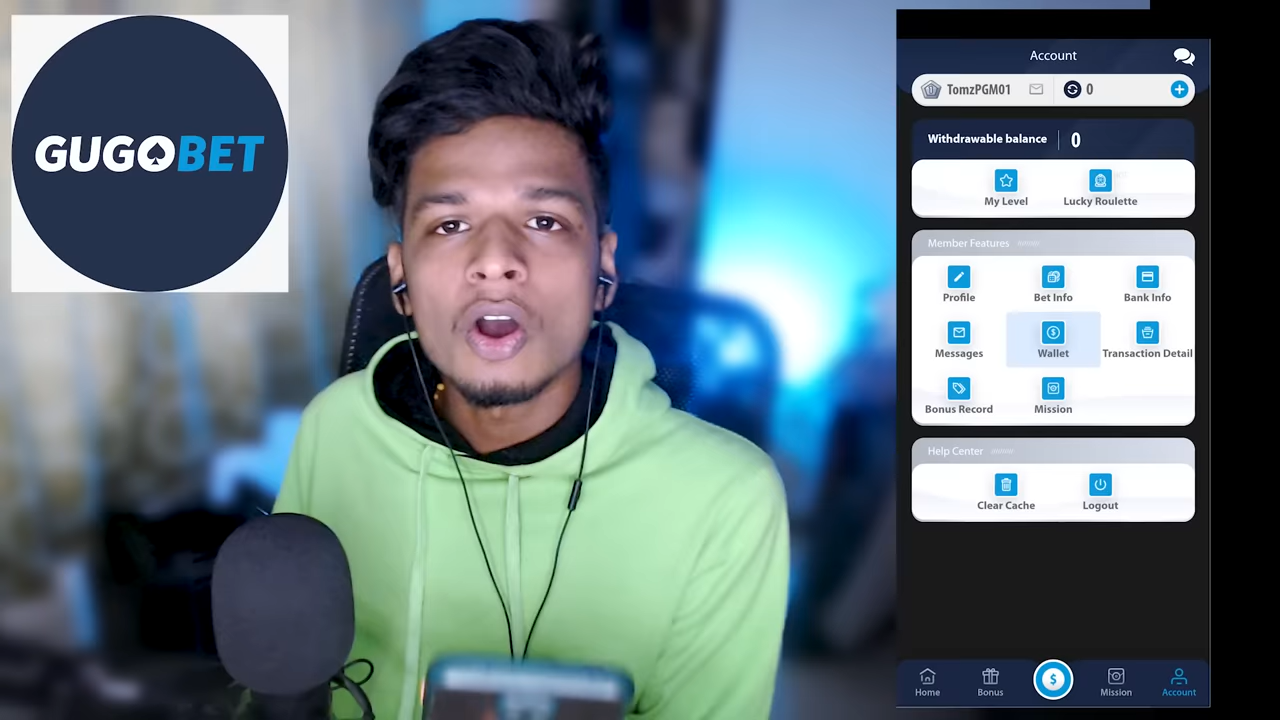 GUGOBET
Account
TomzPGM01
0
Withdrawable balance
0
My Level
Lucky Roulette
Member Features
Profile
Bet Info
Bank Info
Messages
Wallet
Transaction Detail
Bonus Record
Mission
Help Center
Clear Cache
Logout
Home
Bonus
Mission
Account